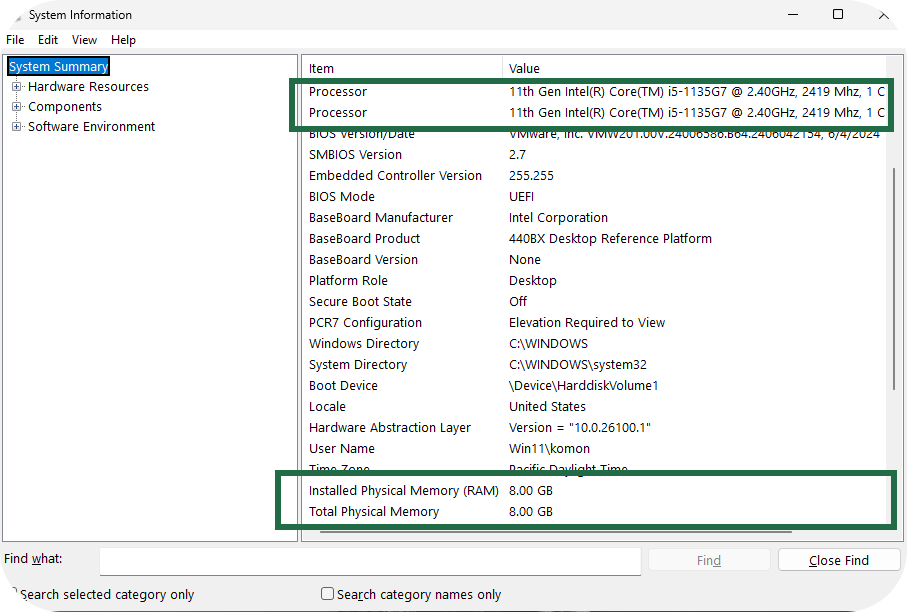 System Information
File Edit View Help
System Summary
Hardware Resources
Components
Software Environment
Item Value
Processor 11th Gen Intel(R) Core(TM) i5-1135G7 @ 2.40GHz, 2419 Mhz, 1 C
Processor 11th Gen Intel(R) Core(TM) i5-1135G7 @ 2.40GHz, 2419 Mhz, 1 C
BIOS Version/Date VMware, Inc. VMW201.00V.24006586.B64.2406042154, 6/4/2024
SMBIOS Version 2.7
Embedded Controller Version 255.255
BIOS Mode UEFI
BaseBoard Manufacturer Intel Corporation
BaseBoard Product 440BX Desktop Reference Platform
BaseBoard Version None
Platform Role Desktop
Secure Boot State Off
PCR7 Configuration Elevation Required to View
Windows Directory C:\WINDOWS
System Directory C:\WINDOWS\system32
Boot Device \Device\HarddiskVolume1
Locale United States
Hardware Abstraction Layer Version = "10.0.26100.1"
User Name Win11\komon
Time Zone Pacific Daylight Time
Installed Physical Memory (RAM) 8.00 GB
Total Physical Memory 8.00 GB
Find what: Find Close Find
Search selected category only Search category names only